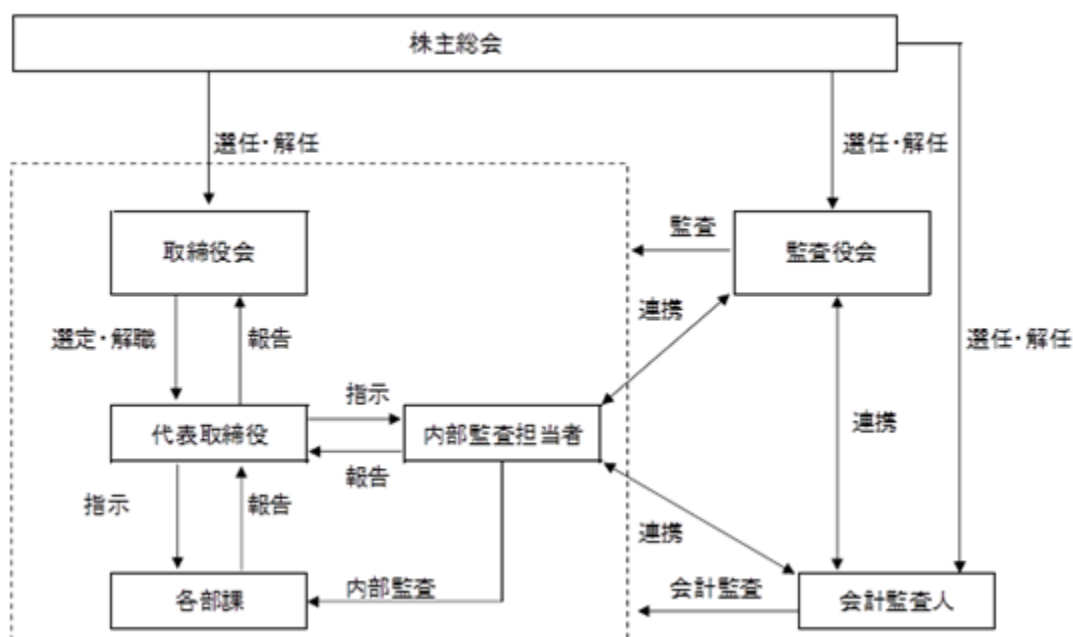 株主総会
選任・解任
選任・解任
取締役会
監査
監査役会
連携
選定・解職
報告
選任・解任
指示
代表取締役
内部監査担当者
連携
報告
指示
報告
連携
各部課
内部監査
会計監査
会計監査人